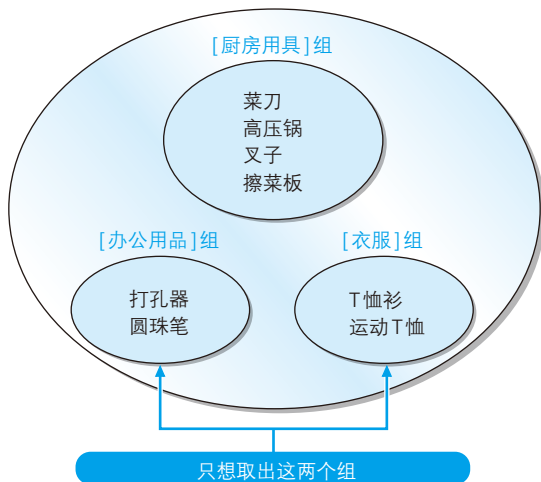 [厨房用具]组
菜刀
高压锅
叉子
擦菜板
[办公用品]组
打孔器
圆珠笔
[衣服]组
T恤衫
运动T恤
只想取出这两个组